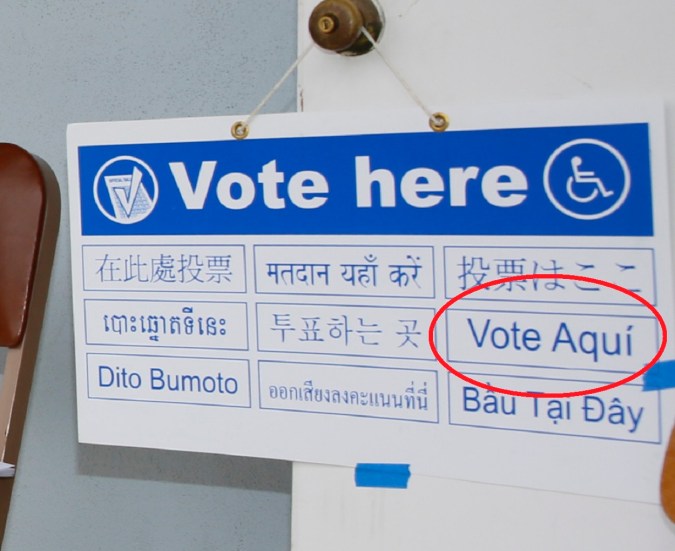 Vote here
在此處投票
मतदान यहाँ करें
投票はここ
បោះឆ្នោតទីនេះ
투표하는 곳
Vote Aquí
Dito Bumoto
ออกเสียงลงคะแนนที่นี่
Bầu Tại Đây